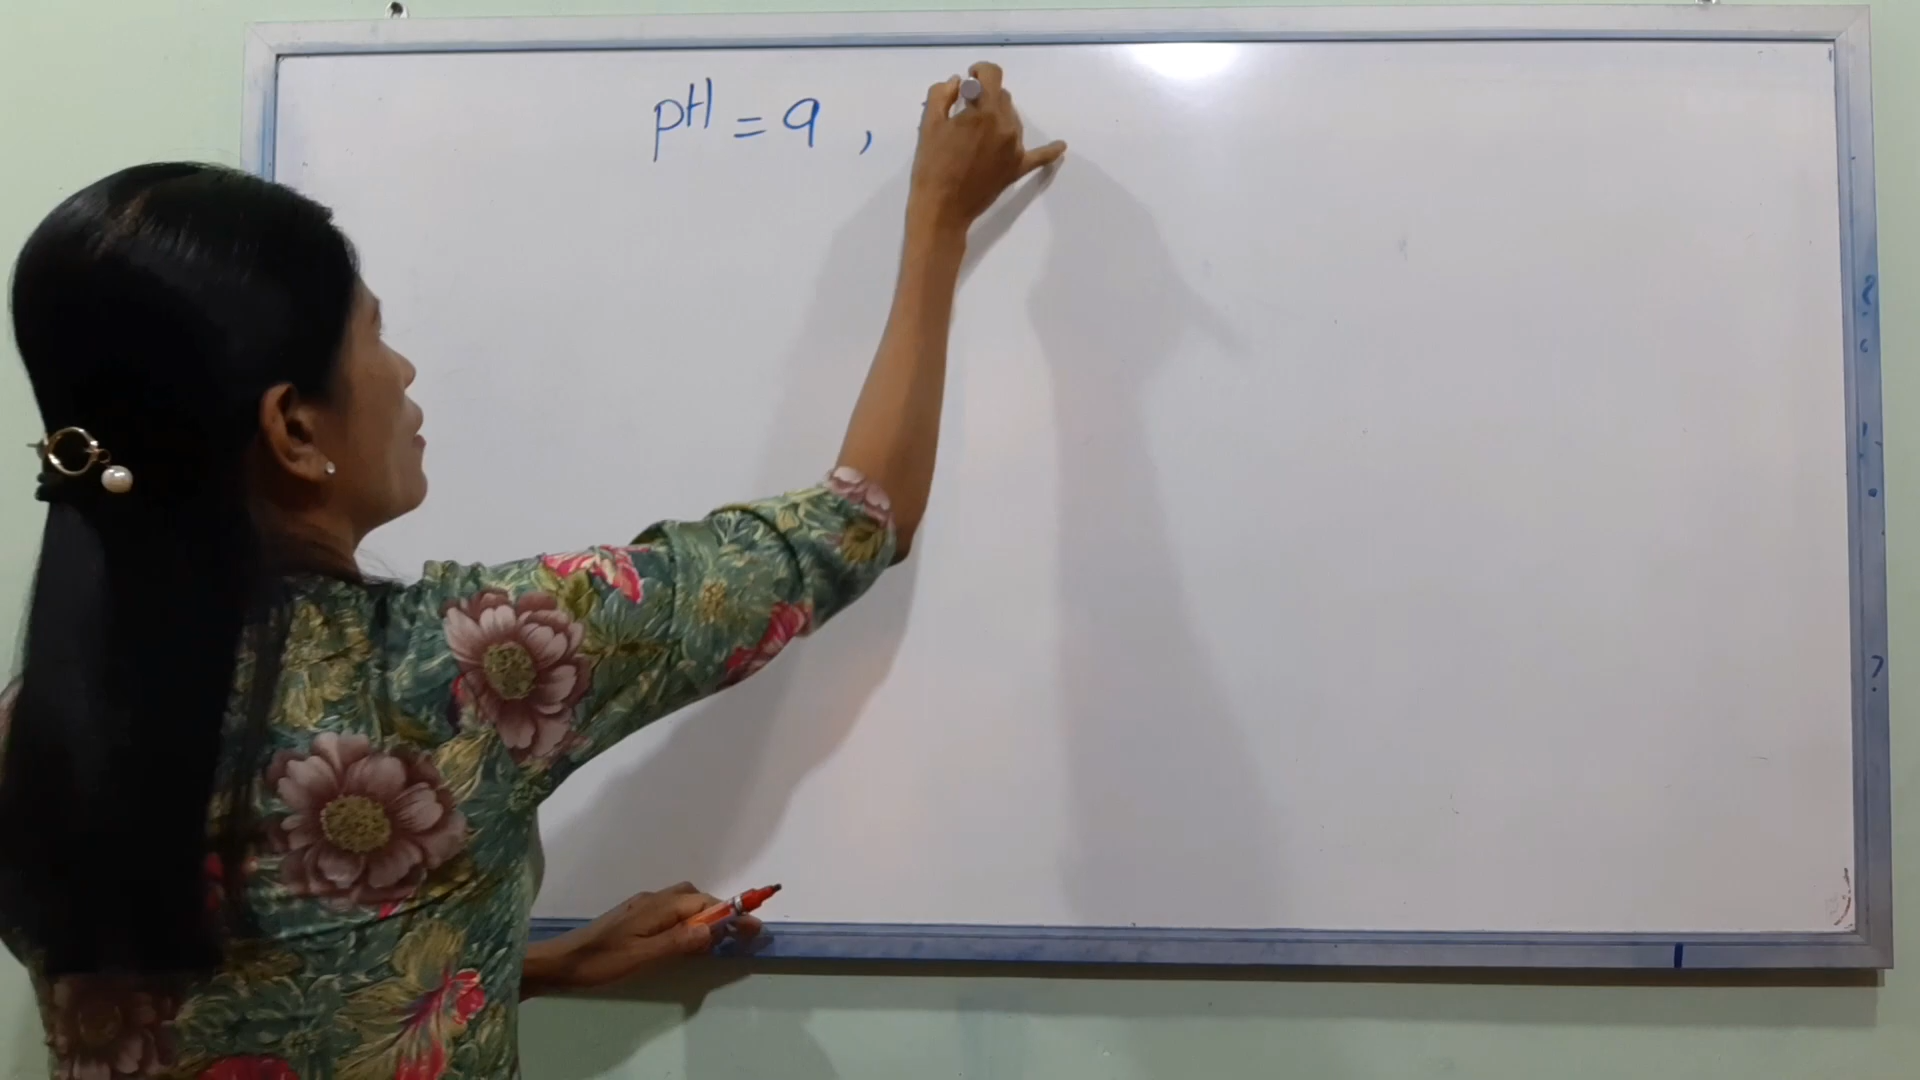 pH = 9 ,